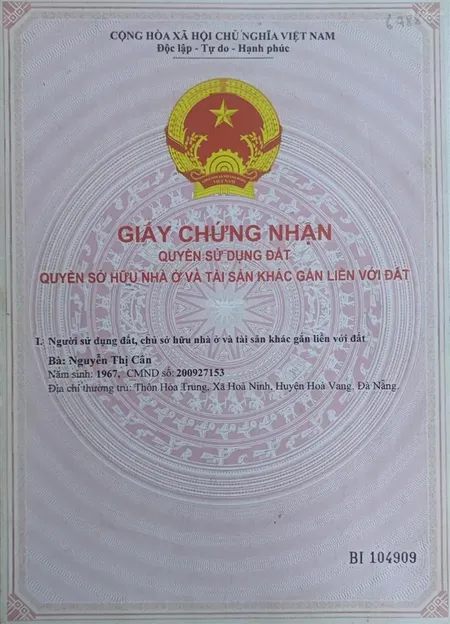 CỘNG HÒA XÃ HỘI CHỦ NGHĨA VIỆT NAM
Độc lập - Tự do - Hạnh phúc
VIỆT NAM
GIẤY CHỨNG NHẬN
QUYỀN SỬ DỤNG ĐẤT
QUYỀN SỞ HỮU NHÀ Ở VÀ TÀI SẢN KHÁC GẮN LIỀN VỚI ĐẤT
I. Người sử dụng đất, chủ sở hữu nhà ở và tài sản khác gắn liền với đất
Bà: Nguyễn Thị Cân
Năm sinh: 1967, CMND số: 200927153
Địa chỉ thường trú: Thôn Hòa Trung, Xã Hoà Ninh, Huyện Hoà Vang, Đà Nẵng.
BI 104909